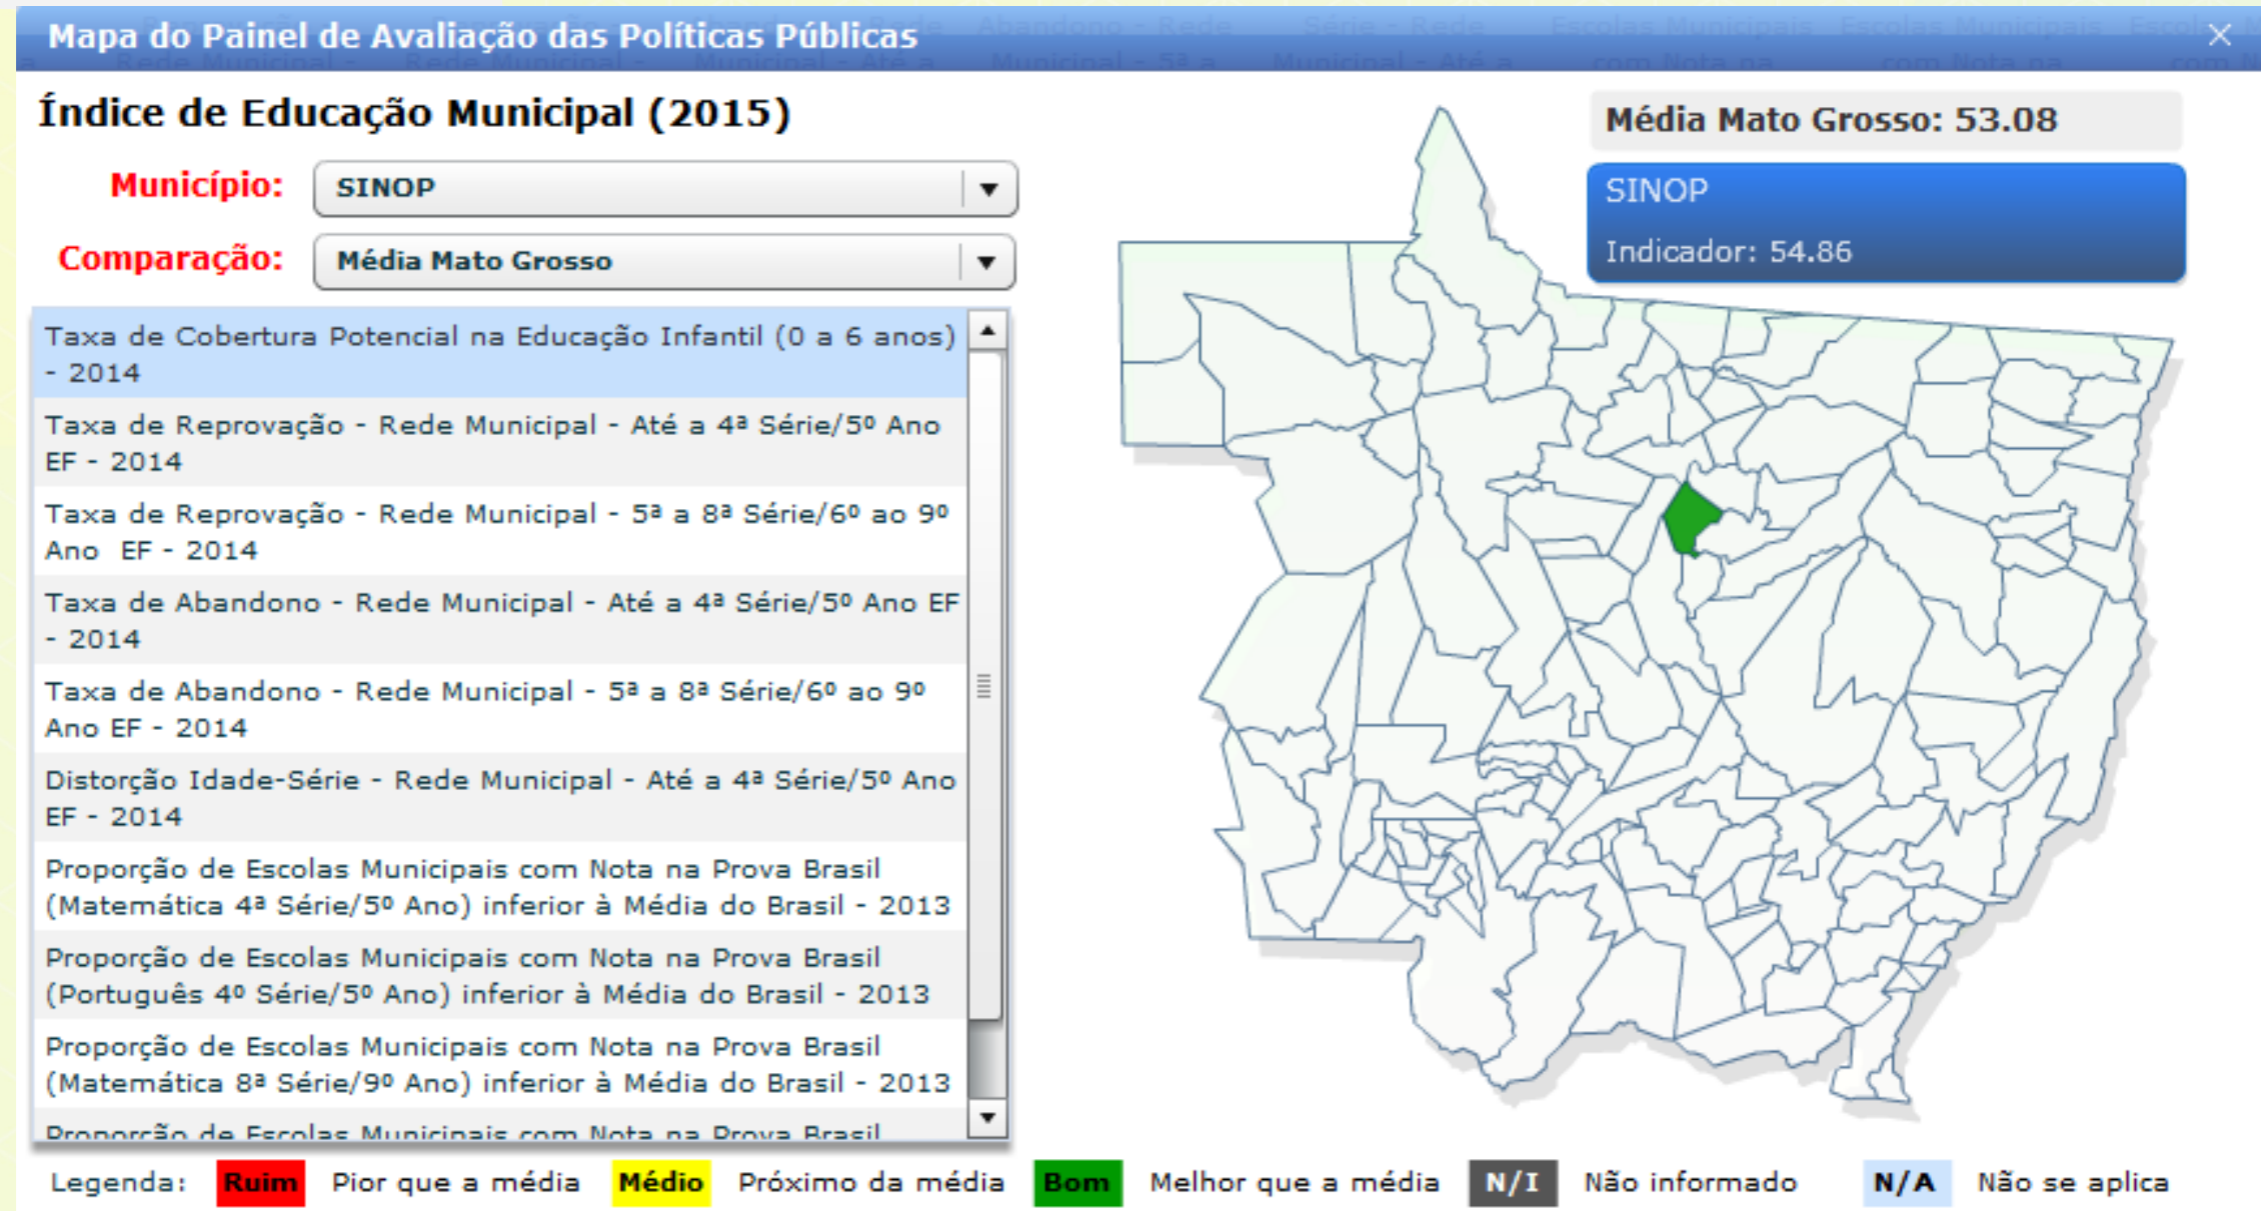 Mapa do Painel de Avaliação das Políticas Públicas
Índice de Educação Municipal (2015)
Município:
SINOP
Comparação:
Média Mato Grosso
Taxa de Cobertura Potencial na Educação Infantil (0 a 6 anos)
- 2014
Taxa de Reprovação - Rede Municipal - Até a 4ª Série/5º Ano
EF - 2014
Taxa de Reprovação - Rede Municipal - 5ª a 8ª Série/6º ao 9º
Ano EF - 2014
Taxa de Abandono - Rede Municipal - Até a 4ª Série/5º Ano EF
- 2014
Taxa de Abandono - Rede Municipal - 5ª a 8ª Série/6º ao 9º
Ano EF - 2014
Distorção Idade-Série - Rede Municipal - Até a 4ª Série/5º Ano
EF - 2014
Proporção de Escolas Municipais com Nota na Prova Brasil
(Matemática 4ª Série/5º Ano) inferior à Média do Brasil - 2013
Proporção de Escolas Municipais com Nota na Prova Brasil
(Português 4º Série/5º Ano) inferior à Média do Brasil - 2013
Proporção de Escolas Municipais com Nota na Prova Brasil
(Matemática 8ª Série/9º Ano) inferior à Média do Brasil - 2013
Proporção de Escolas Municipais com Nota na Prova Brasil
Média Mato Grosso: 53.08
SINOP
Indicador: 54.86
Legenda: Ruim Pior que a média Médio Próximo da média Bom Melhor que a média N/I Não informado N/A Não se aplica